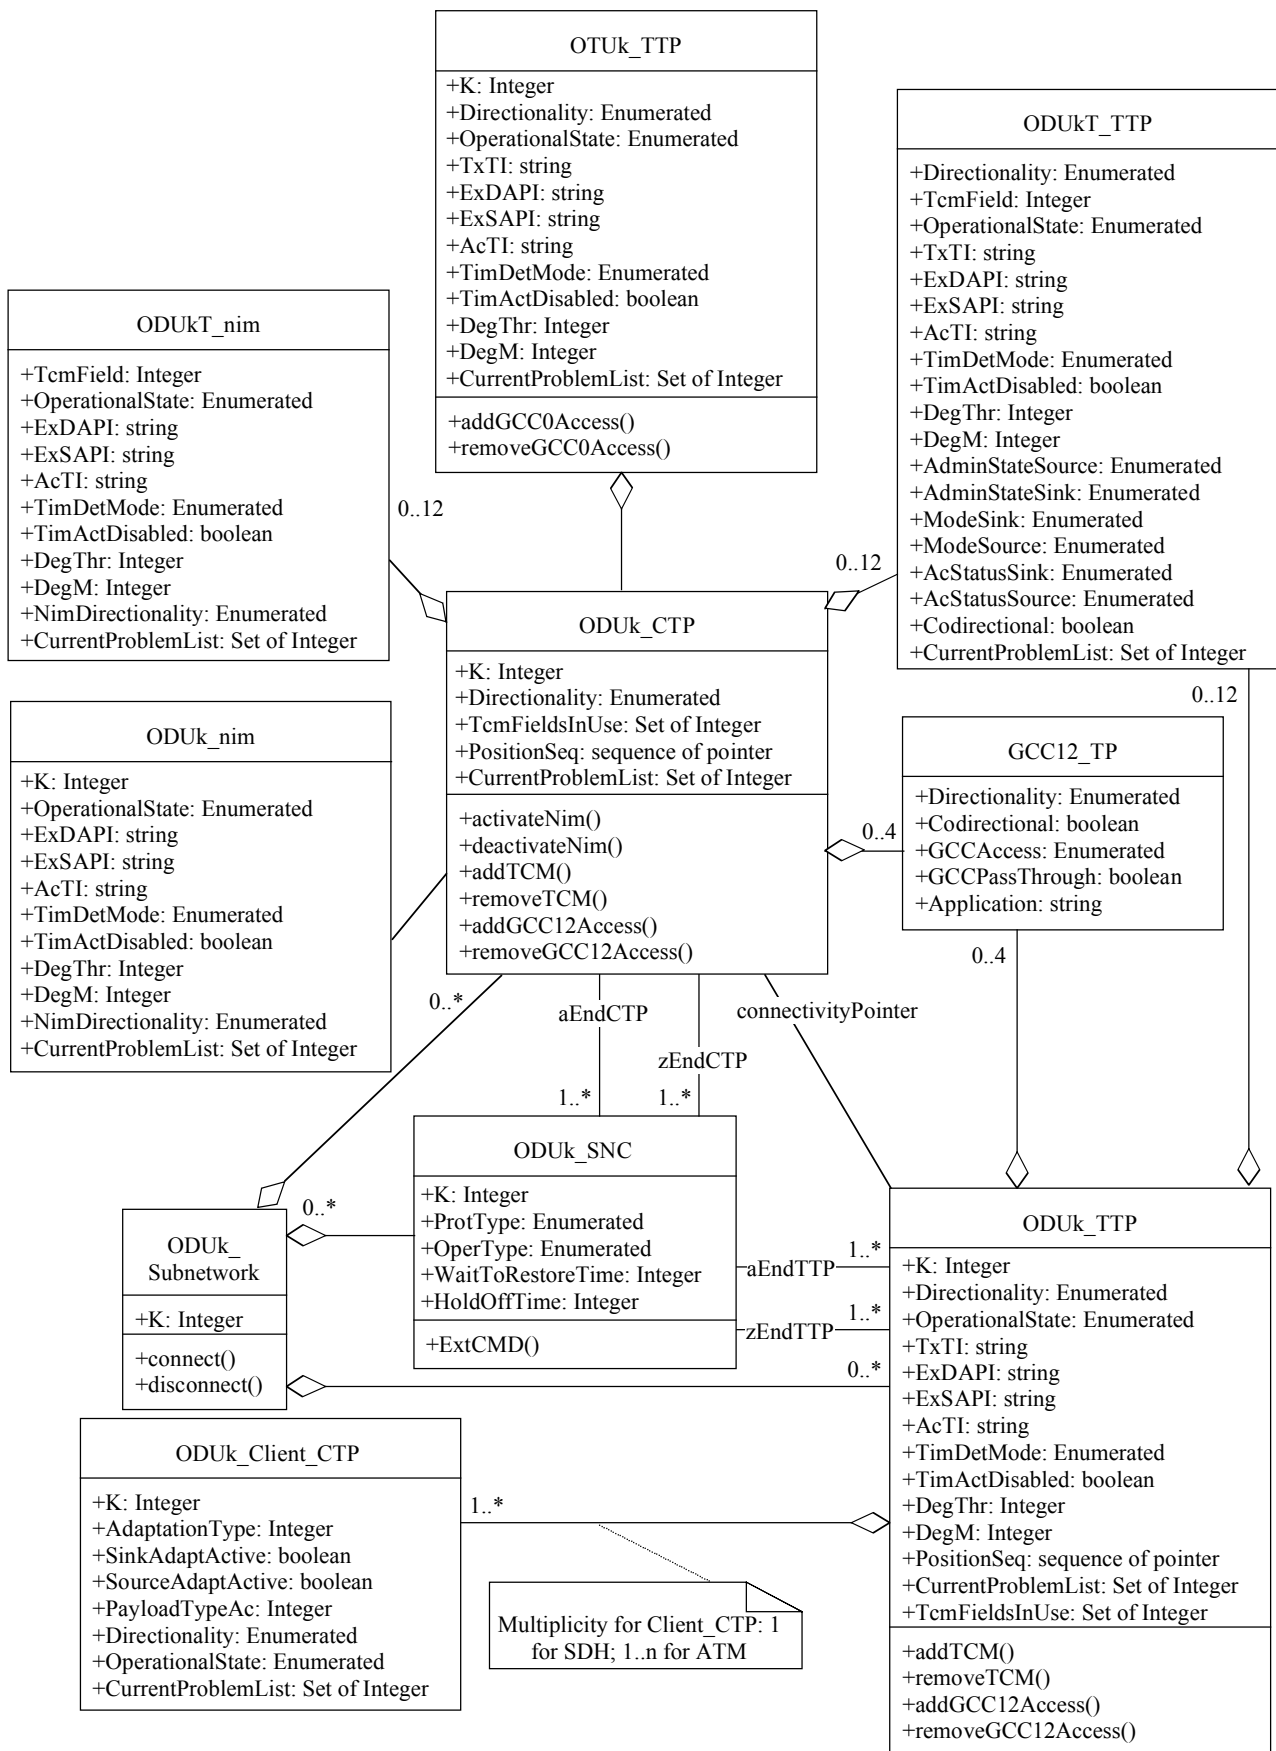 OTUk_TTP
+K: Integer
+Directionality: Enumerated
+OperationalState: Enumerated
+TxTI: string
+ExDAPI: string
+ExSAPI: string
+AcTI: string
+TimDetMode: Enumerated
+TimActDisabled: boolean
+DegThr: Integer
+DegM: Integer
+CurrentProblemList: Set of Integer
+addGCC0Access()
+removeGCC0Access()
ODUkT_TTP
+Directionality: Enumerated
+TcmField: Integer
+OperationalState: Enumerated
+TxTI: string
+ExDAPI: string
+ExSAPI: string
+AcTI: string
+TimDetMode: Enumerated
+TimActDisabled: boolean
+DegThr: Integer
+DegM: Integer
+AdminStateSource: Enumerated
+AdminStateSink: Enumerated
+ModeSink: Enumerated
+ModeSource: Enumerated
+AcStatusSink: Enumerated
+AcStatusSource: Enumerated
+Codirectional: boolean
+CurrentProblemList: Set of Integer
ODUkT_nim
+TcmField: Integer
+OperationalState: Enumerated
+ExDAPI: string
+ExSAPI: string
+AcTI: string
+TimDetMode: Enumerated
+TimActDisabled: boolean
+DegThr: Integer
+DegM: Integer
+NimDirectionality: Enumerated
+CurrentProblemList: Set of Integer
0..12
0..12
0..12
ODUk_CTP
+K: Integer
+Directionality: Enumerated
+TcmFieldsInUse: Set of Integer
+PositionSeq: sequence of pointer
+CurrentProblemList: Set of Integer
+activateNim()
+deactivateNim()
+addTCM()
+removeTCM()
+addGCC12Access()
+removeGCC12Access()
ODUk_nim
+K: Integer
+OperationalState: Enumerated
+ExDAPI: string
+ExSAPI: string
+AcTI: string
+TimDetMode: Enumerated
+TimActDisabled: boolean
+DegThr: Integer
+DegM: Integer
+NimDirectionality: Enumerated
+CurrentProblemList: Set of Integer
GCC12_TP
+Directionality: Enumerated
+Codirectional: boolean
+GCCAccess: Enumerated
+GCCPassThrough: boolean
+Application: string
0..4
0..4
0..*
aEndCTP
zEndCTP
connectivityPointer
1..*
1..*
ODUk_SNC
+K: Integer
+ProtType: Enumerated
+OperType: Enumerated
+WaitToRestoreTime: Integer
+HoldOffTime: Integer
+ExtCMD()
0..*
ODUk_
Subnetwork
+K: Integer
+connect()
+disconnect()
aEndTTP
1..*
zEndTTP
1..*
0..*
ODUk_TTP
+K: Integer
+Directionality: Enumerated
+OperationalState: Enumerated
+TxTI: string
+ExDAPI: string
+ExSAPI: string
+AcTI: string
+TimDetMode: Enumerated
+TimActDisabled: boolean
+DegThr: Integer
+DegM: Integer
+PositionSeq: sequence of pointer
+CurrentProblemList: Set of Integer
+TcmFieldsInUse: Set of Integer
+addTCM()
+removeTCM()
+addGCC12Access()
+removeGCC12Access()
ODUk_Client_CTP
+K: Integer
+AdaptationType: Integer
+SinkAdaptActive: boolean
+SourceAdaptActive: boolean
+PayloadTypeAc: Integer
+Directionality: Enumerated
+OperationalState: Enumerated
+CurrentProblemList: Set of Integer
1..*
Multiplicity for Client_CTP: 1
for SDH; 1..n for ATM